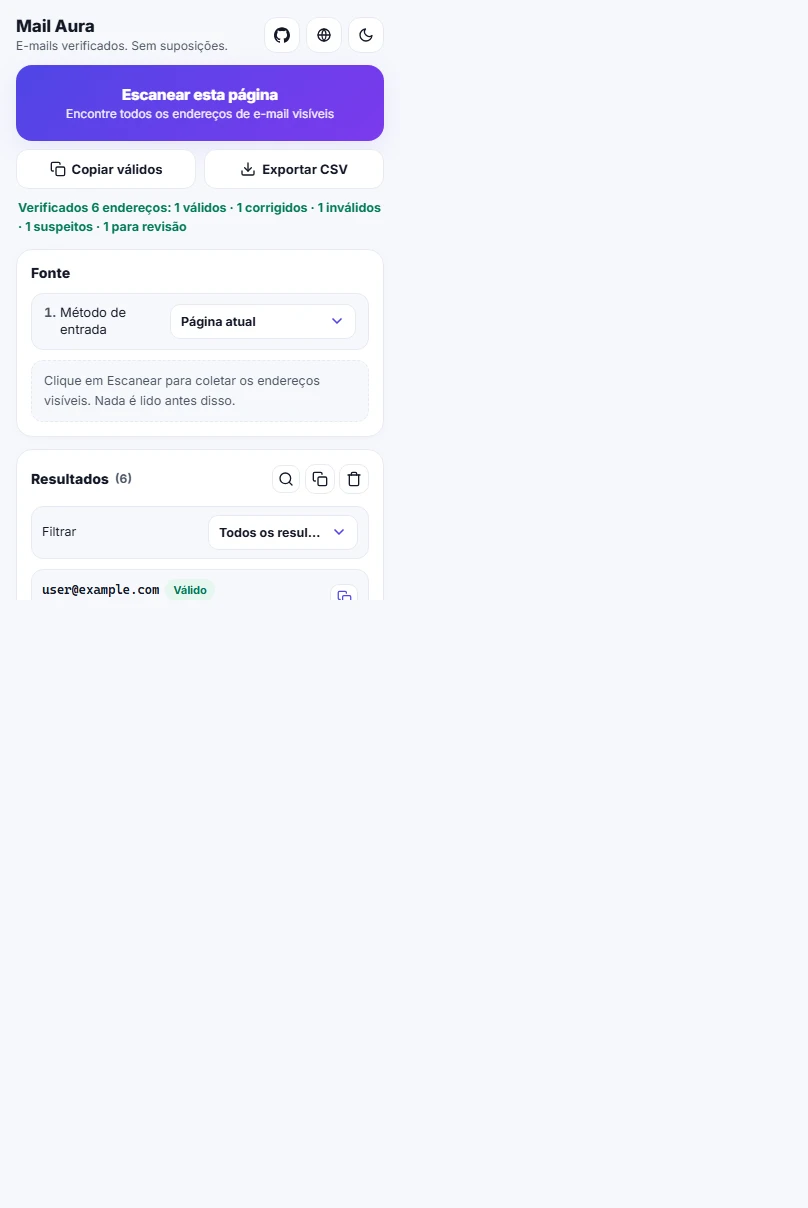 Mail Aura
E-mails verificados. Sem suposições.
Escanear esta página
Encontre todos os endereços de e-mail visíveis
Copiar válidos
Exportar CSV
Verificados 6 endereços: 1 válidos · 1 corrigidos · 1 inválidos
· 1 suspeitos · 1 para revisão
Fonte
1. Método de
entrada
Página atual
Clique em Escanear para coletar os endereços
visíveis. Nada é lido antes disso.
Resultados (6)
Filtrar
Todos os resul...
user@example.com Válido